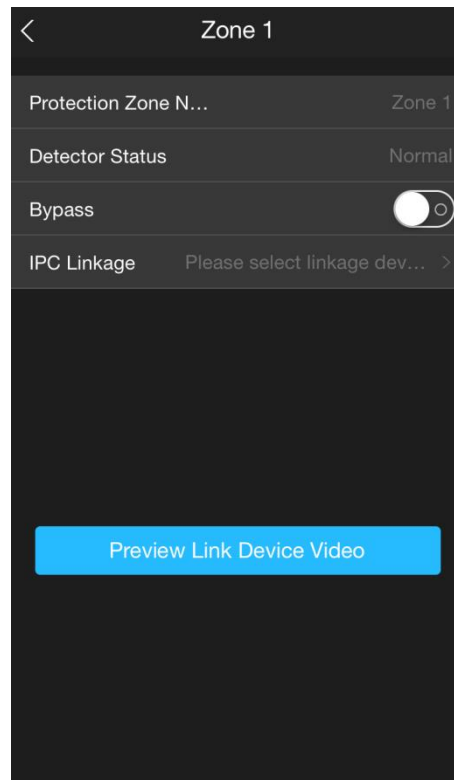 Zone 1
Protection Zone N... Zone 1
Detector Status Normal
Bypass
IPC Linkage Please select linkage dev...
Preview Link Device Video